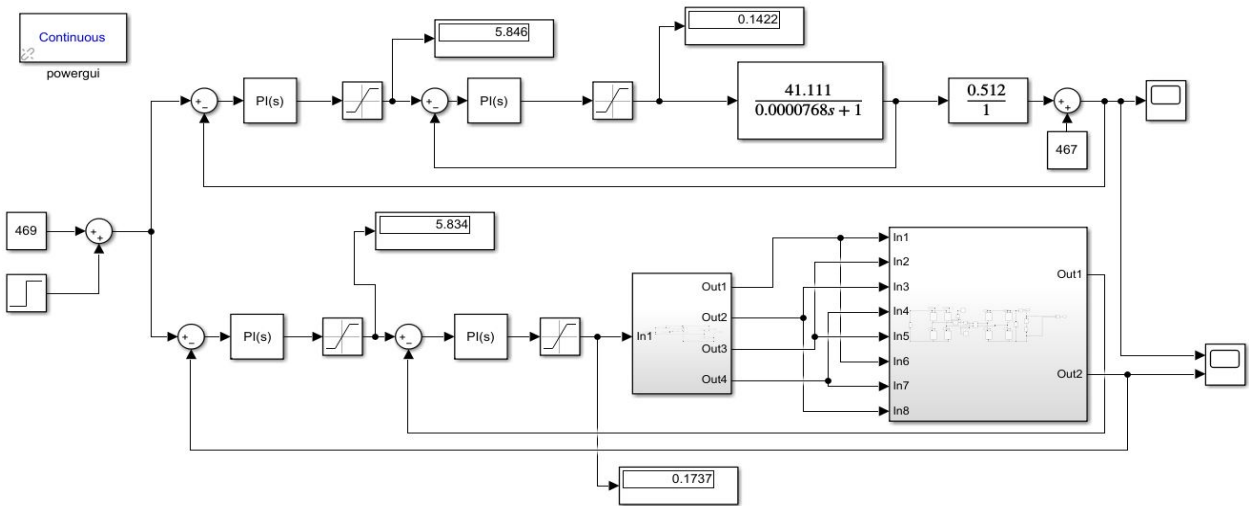 Continuous
powergui
5.846
0.1422
PI(s)
PI(s)
41.111
0.0000768s + 1
0.512
1
467
469
5.834
PI(s)
PI(s)
In1
Out1
Out2
Out3
Out4
In1
In2
In3
In4
In5
In6
In7
In8
Out1
Out2
0.1737